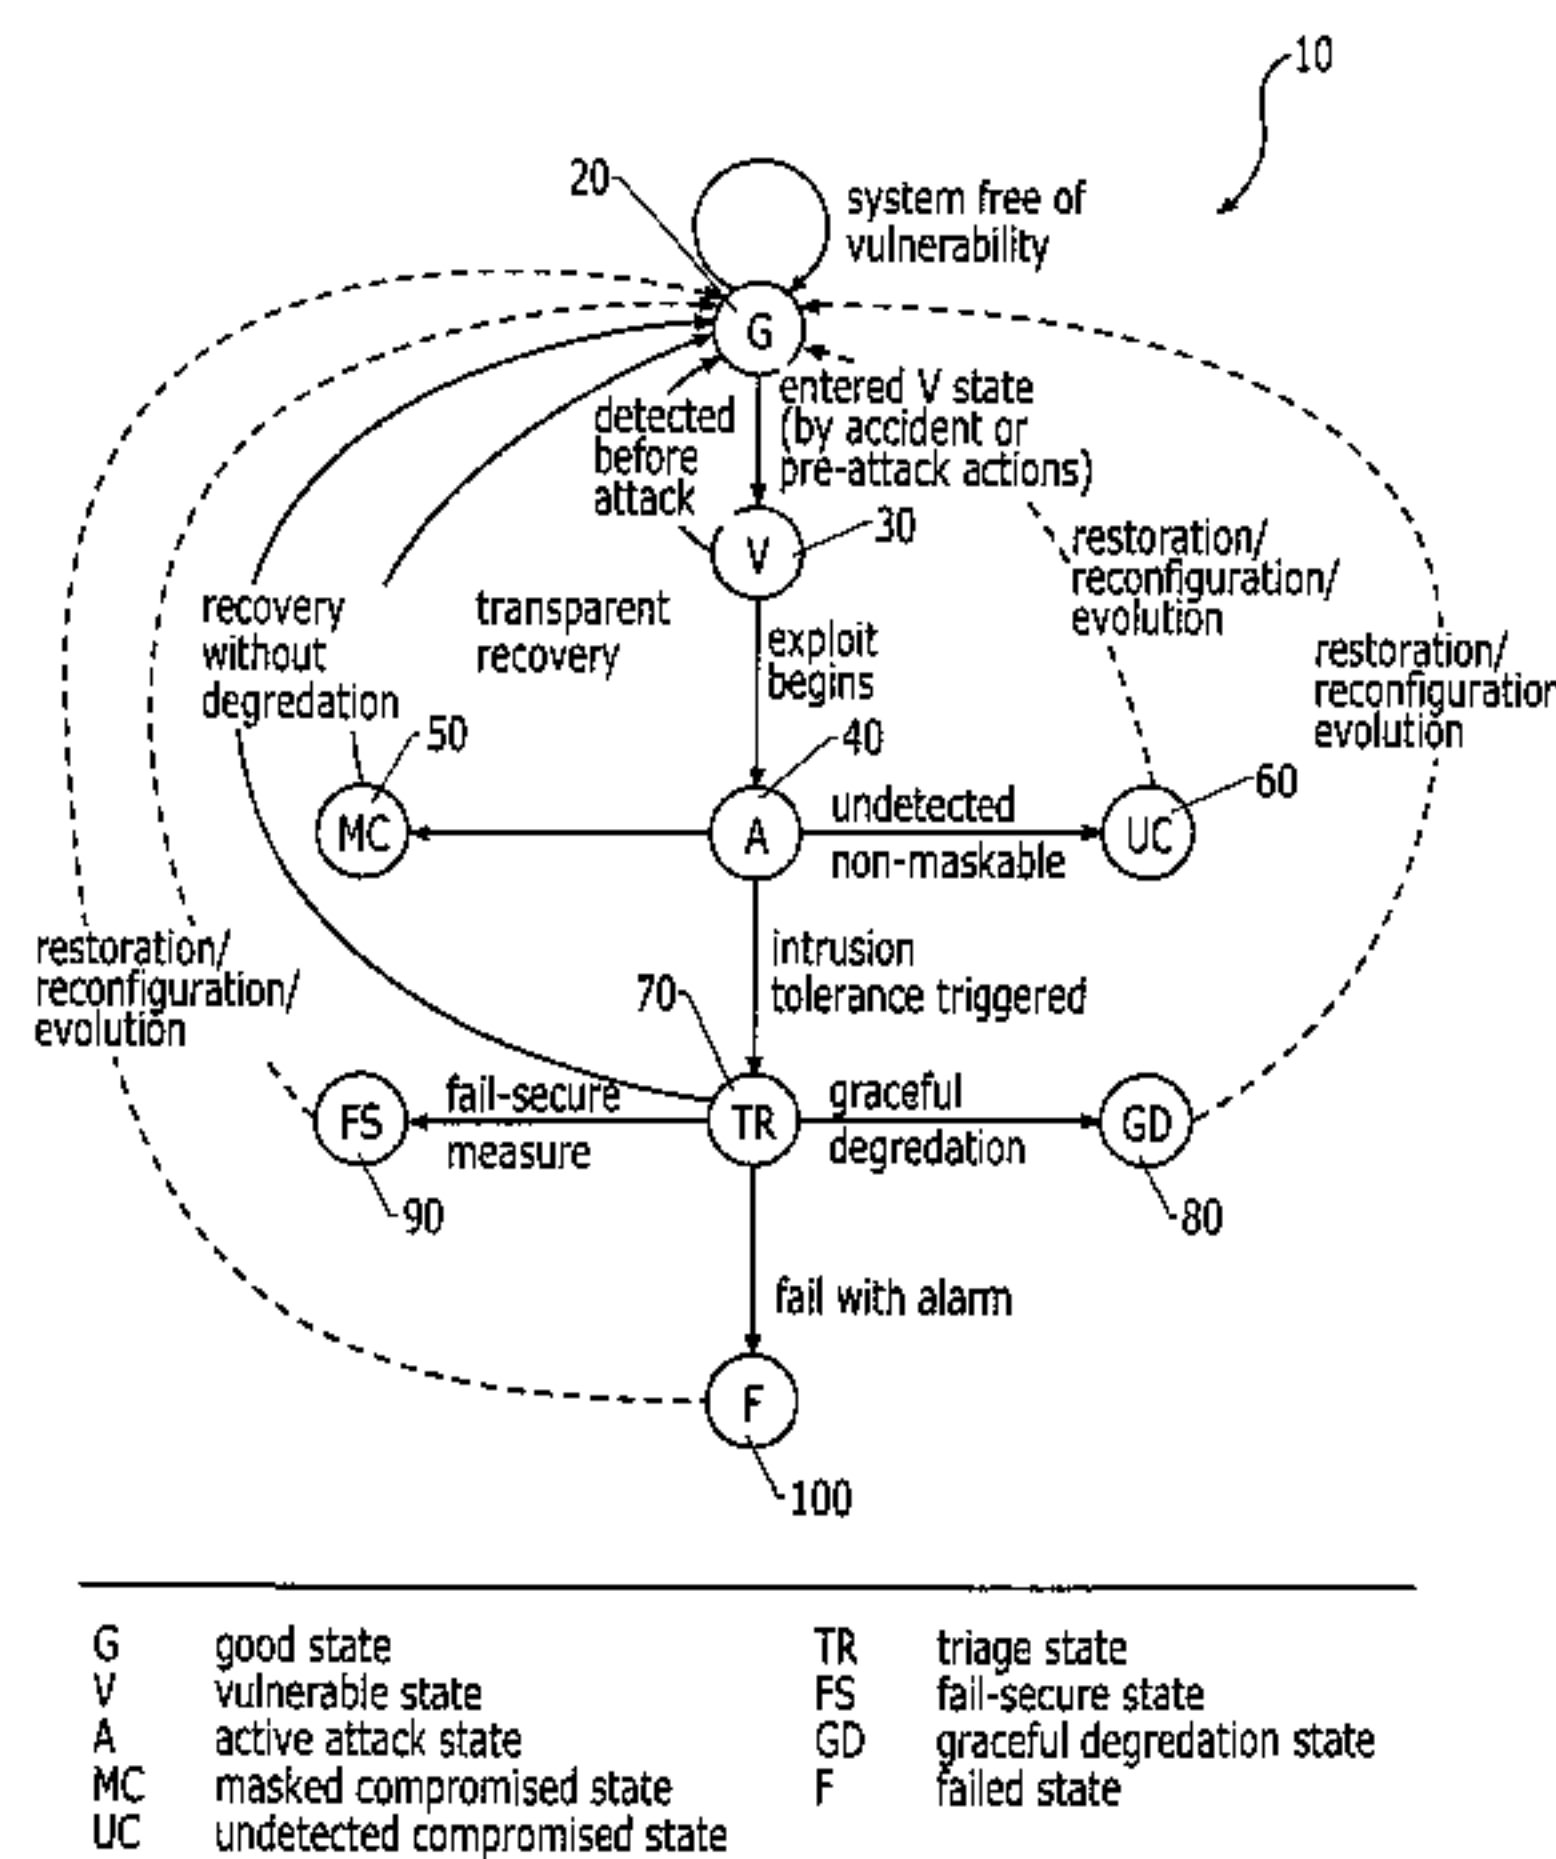 10
20
system free of
vulnerability
G
entered V state
(by accident or
pre-attack actions)
detected
before
attack
30
V
restoration/
reconfiguration/
evolution
recovery
without
degredation
transparent
recovery
exploit
begins
restoration/
reconfiguration
evolution
50
40
60
MC
A
undetected
non-maskable
UC
restoration/
reconfiguration/
evolution
intrusion
tolerance triggered
70
FS
fail-secure
measure
TR
graceful
degredation
GD
90
80
fail with alarm
F
100
G good state
V vulnerable state
A active attack state
MC masked compromised state
UC undetected compromised state
TR triage state
FS fail-secure state
GD graceful degredation state
F failed state